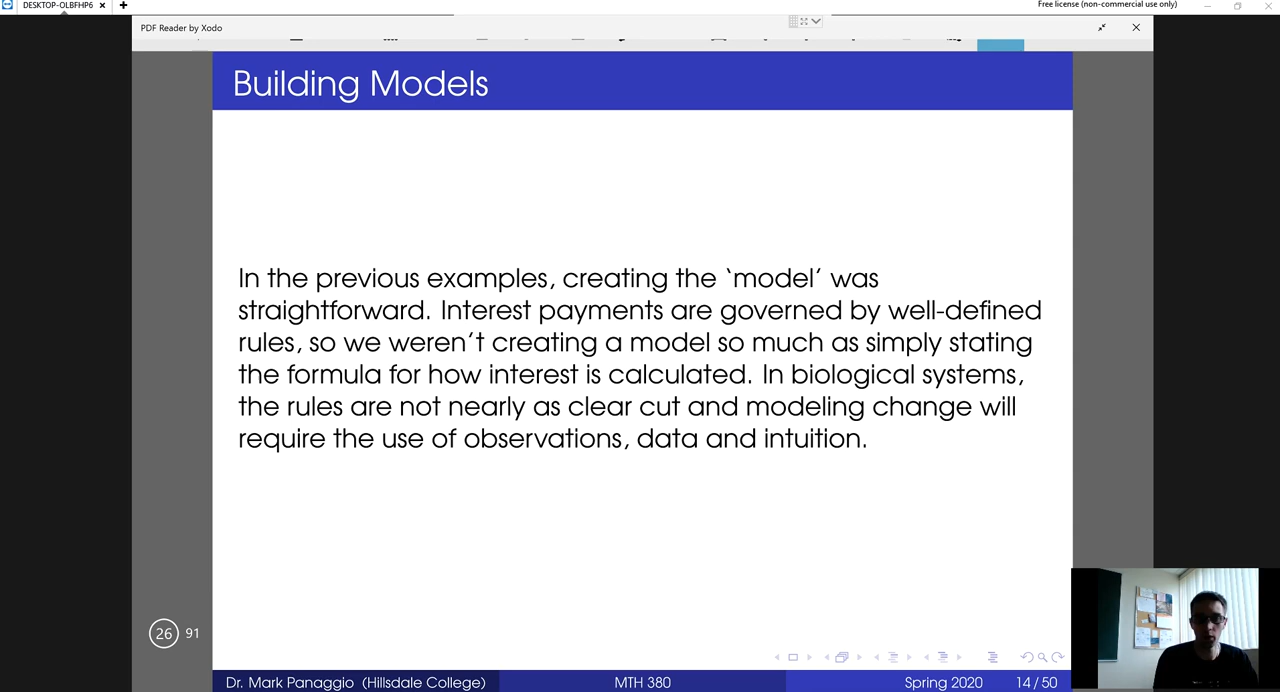 DESKTOP-OLBFHP6
Free license (non-commercial use only)
PDF Reader by Xodo
Building Models
In the previous examples, creating the ‘model’ was
straightforward. Interest payments are governed by well-defined
rules, so we weren’t creating a model so much as simply stating
the formula for how interest is calculated. In biological systems,
the rules are not nearly as clear cut and modeling change will
require the use of observations, data and intuition.
26 91
Dr. Mark Panaggio (Hillsdale College) MTH 380 Spring 2020 14 / 50